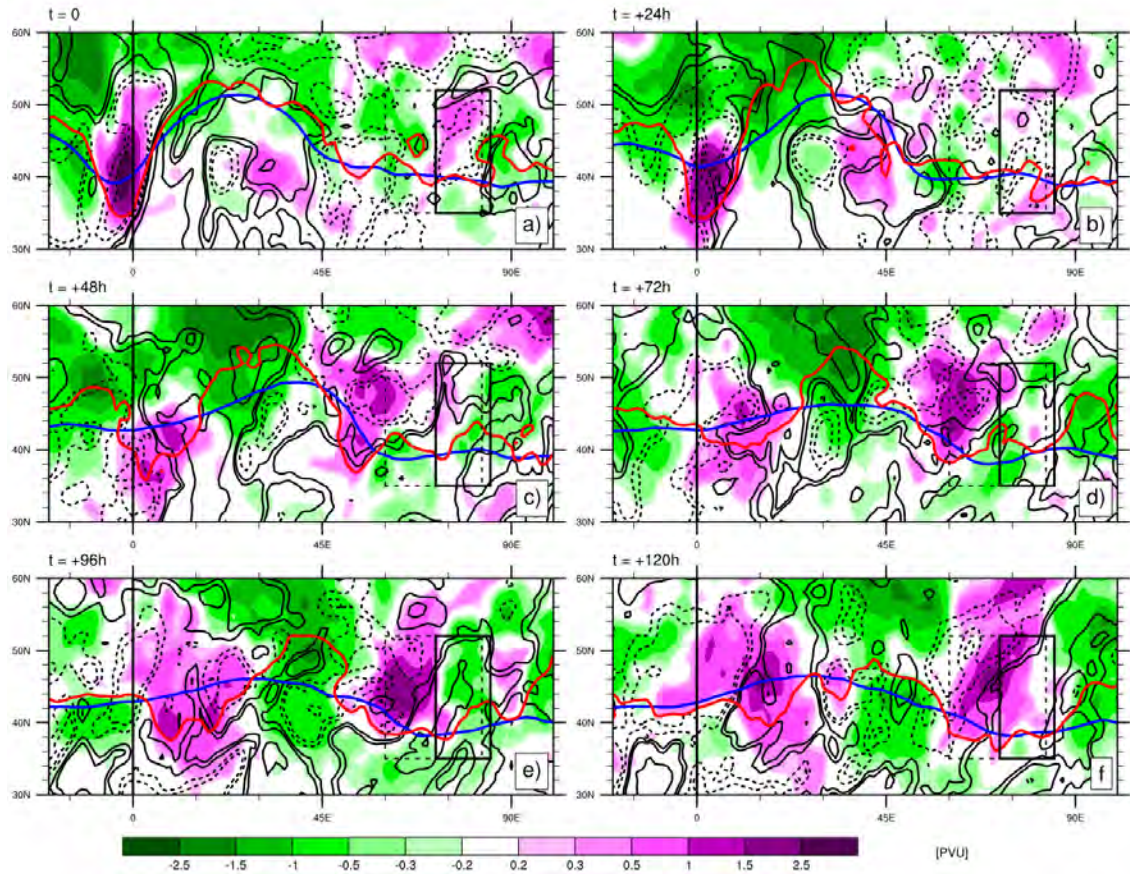 t = 0
t = +24h
60N
50N
40N
30N
a)
0
45E
90E
60N
50N
40N
30N
b)
0
45E
90E
t = +48h
t = +72h
60N
50N
40N
30N
c)
0
45E
90E
60N
50N
40N
30N
d)
0
45E
90E
t = +96h
t = +120h
60N
50N
40N
30N
e)
0
45E
90E
60N
50N
40N
30N
f
0
45E
90E
-2.5 -1.5 -1 -0.5 -0.3 -0.2 0.2 0.3 0.5 1 1.5 2.5 [PVU]